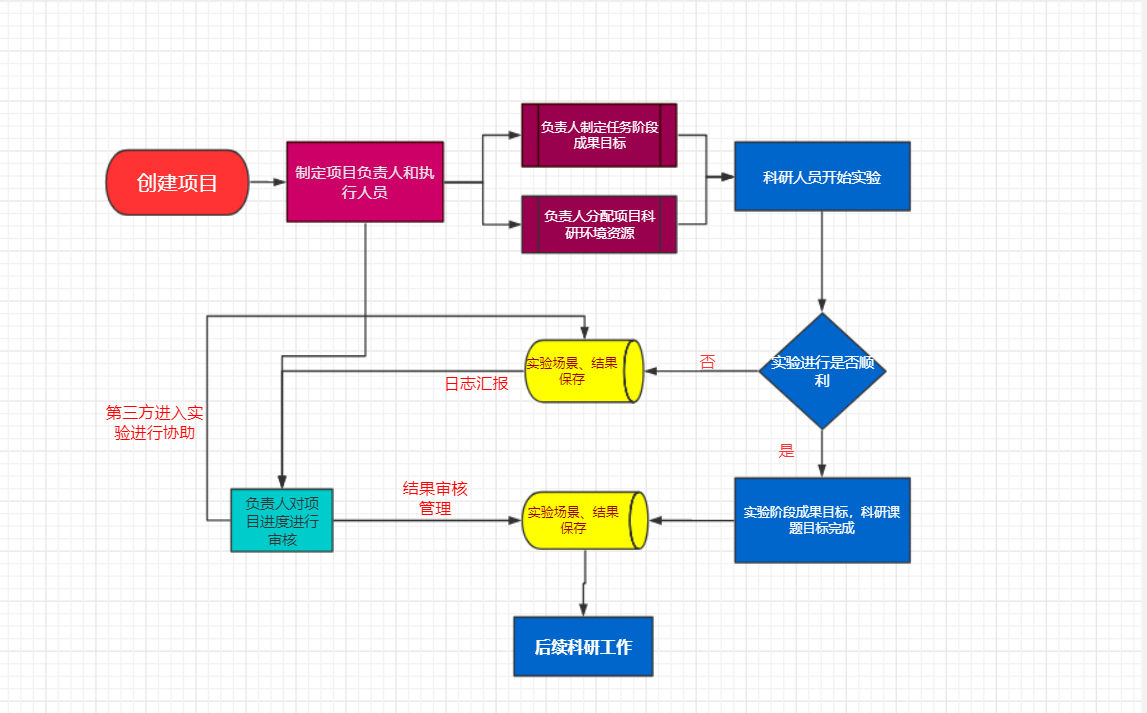 负责人制定任务阶段
成果目标
创建项目
制定项目负责人和执
行人员
科研人员开始实验
负责人分配项目科
研环境资源
实验场景、结果
保存
否
实验进行是否顺
利
日志汇报
第三方进入实
验进行协助
是
结果审核
管理
负责人对项
目进度进行
审核
实验场景、结果
保存
实验阶段成果目标，科研课
题目标完成
后续科研工作